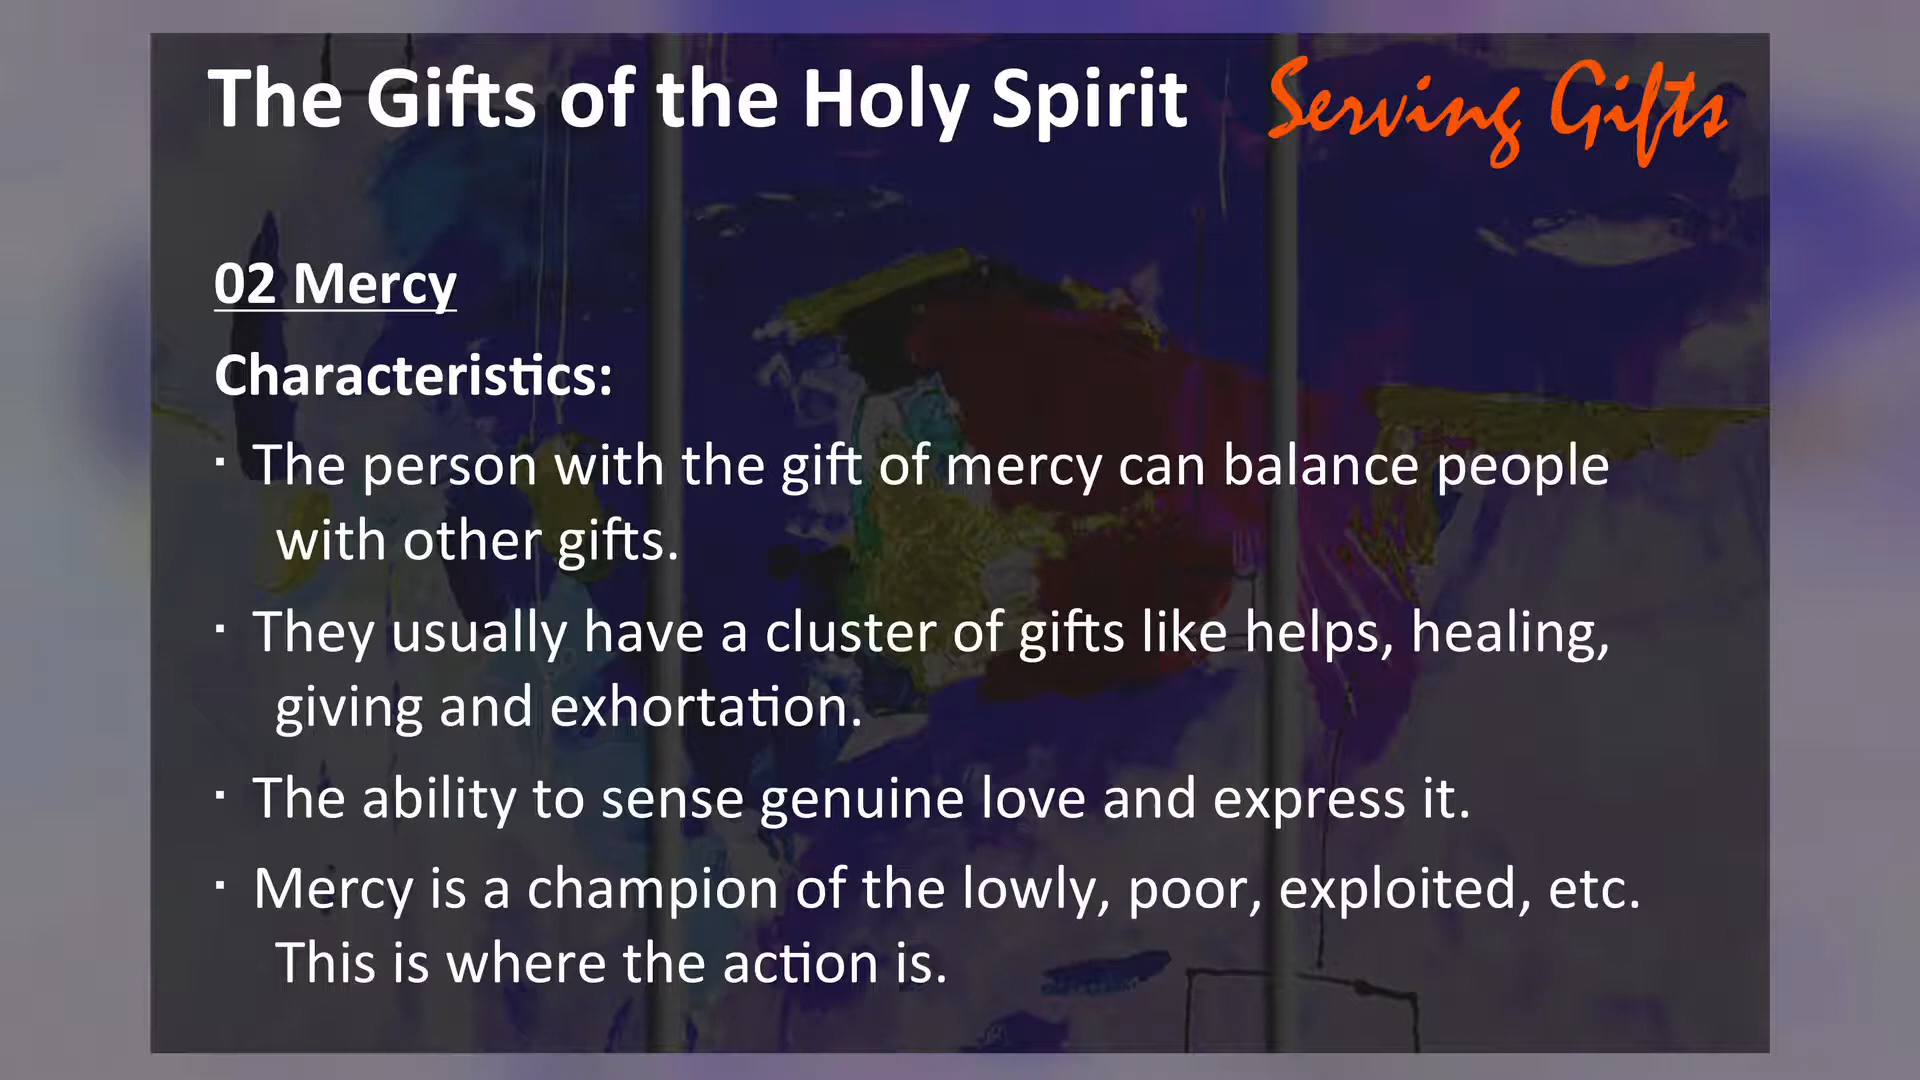 The Gifts of the Holy Spirit Serving Gifts
02 Mercy
Characteristics:
· The person with the gift of mercy can balance people
with other gifts.
· They usually have a cluster of gifts like helps, healing,
giving and exhortation.
· The ability to sense genuine love and express it.
· Mercy is a champion of the lowly, poor, exploited, etc.
This is where the action is.